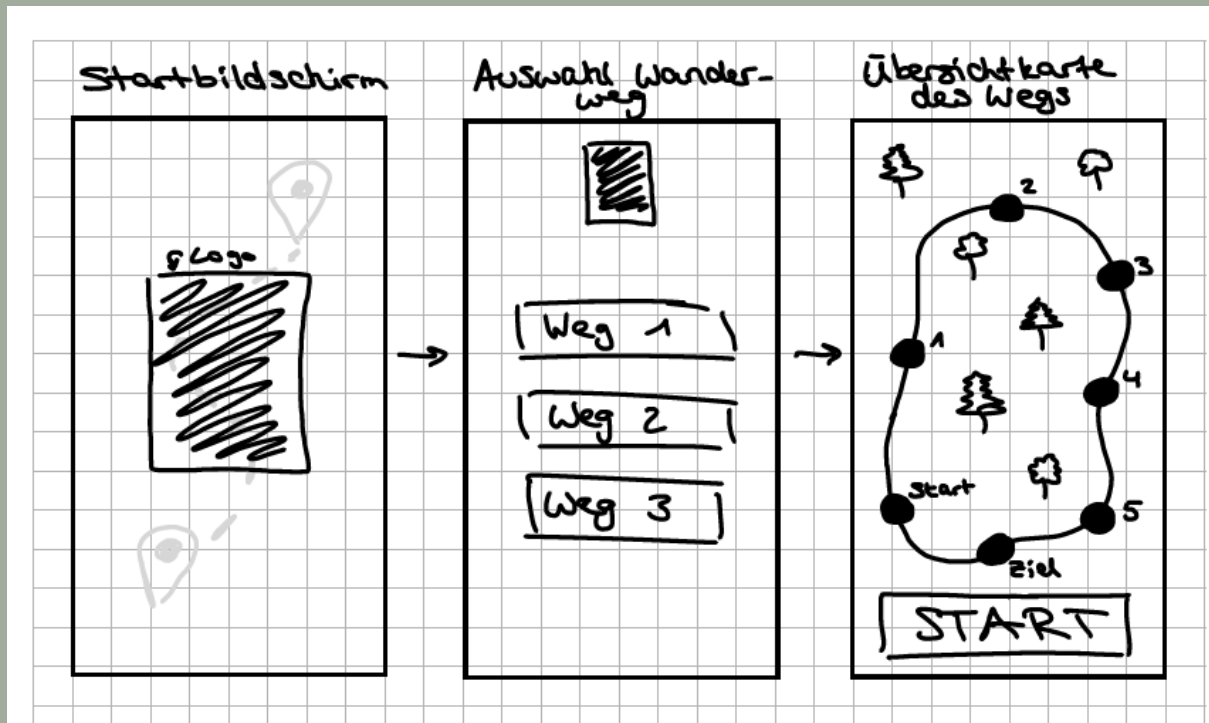 Startbildschirm
Logo
Auswahl Wander-
weg
Weg 1
Weg 2
Weg 3
Übersichtkarte
des Wegs
2
3
1
4
Start
5
Ziel
START